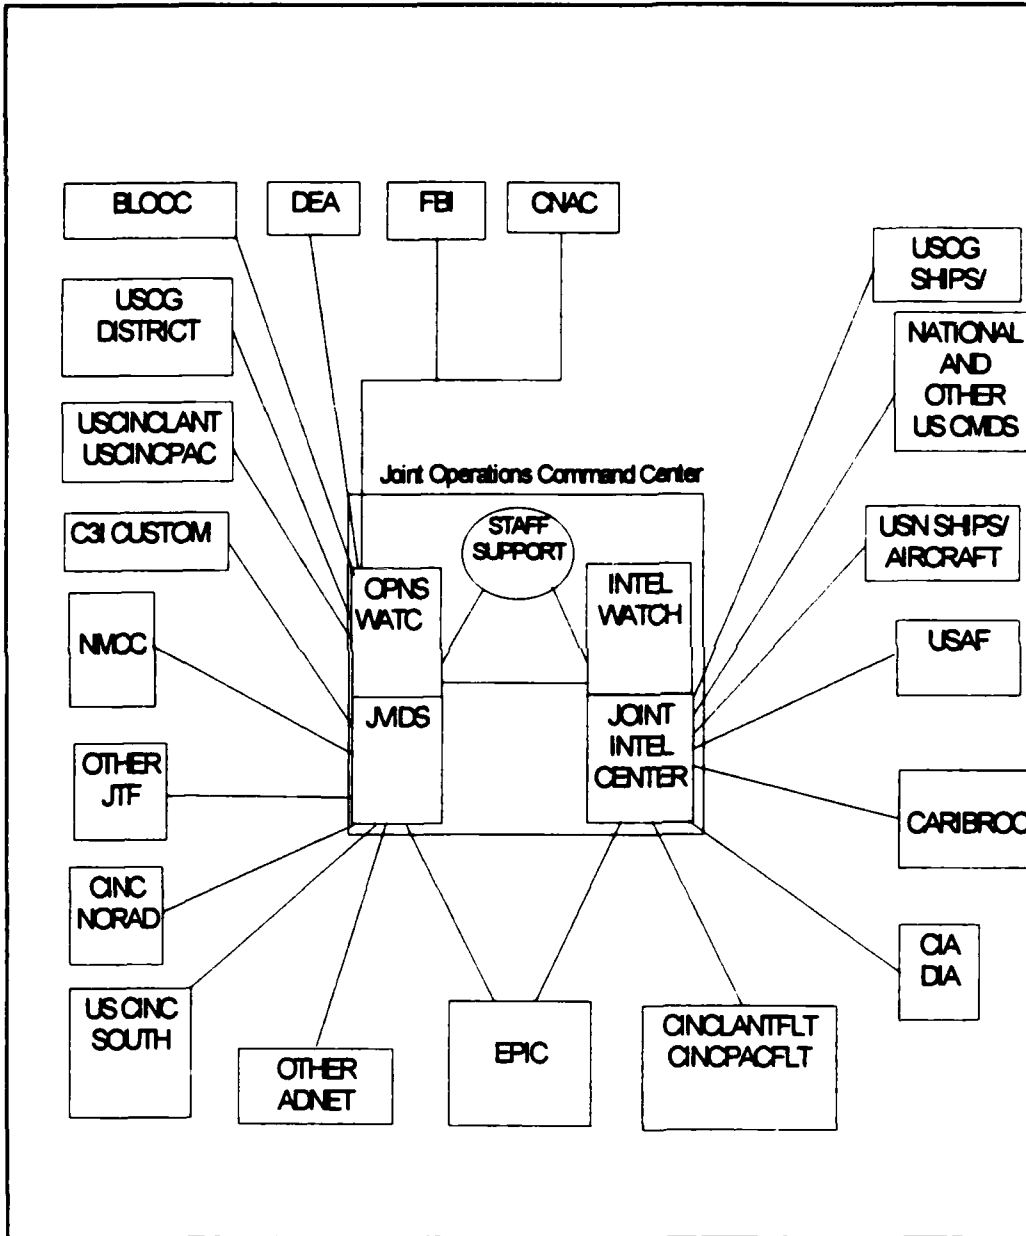 BLOCC
DEA
FBI
CNAC
USCG
SHIPS/
USCG
DISTRICT
NATIONAL
AND
OTHER
US CMDS
USCINCLANT
USCINCPAC
Joint Operations Command Center
C3I CUSTOM
STAFF
SUPPORT
USN SHIPS/
AIRCRAFT
OPNS
WATC
INTEL
WATCH
NMCC
USAF
JVIDS
JOINT
INTEL
CENTER
OTHER
JTF
CARIBROC
CINC
NORAD
CIA
DIA
US CINC
SOUTH
EPIC
CINCLANTFLT
CINCPACFLT
OTHER
ADNET